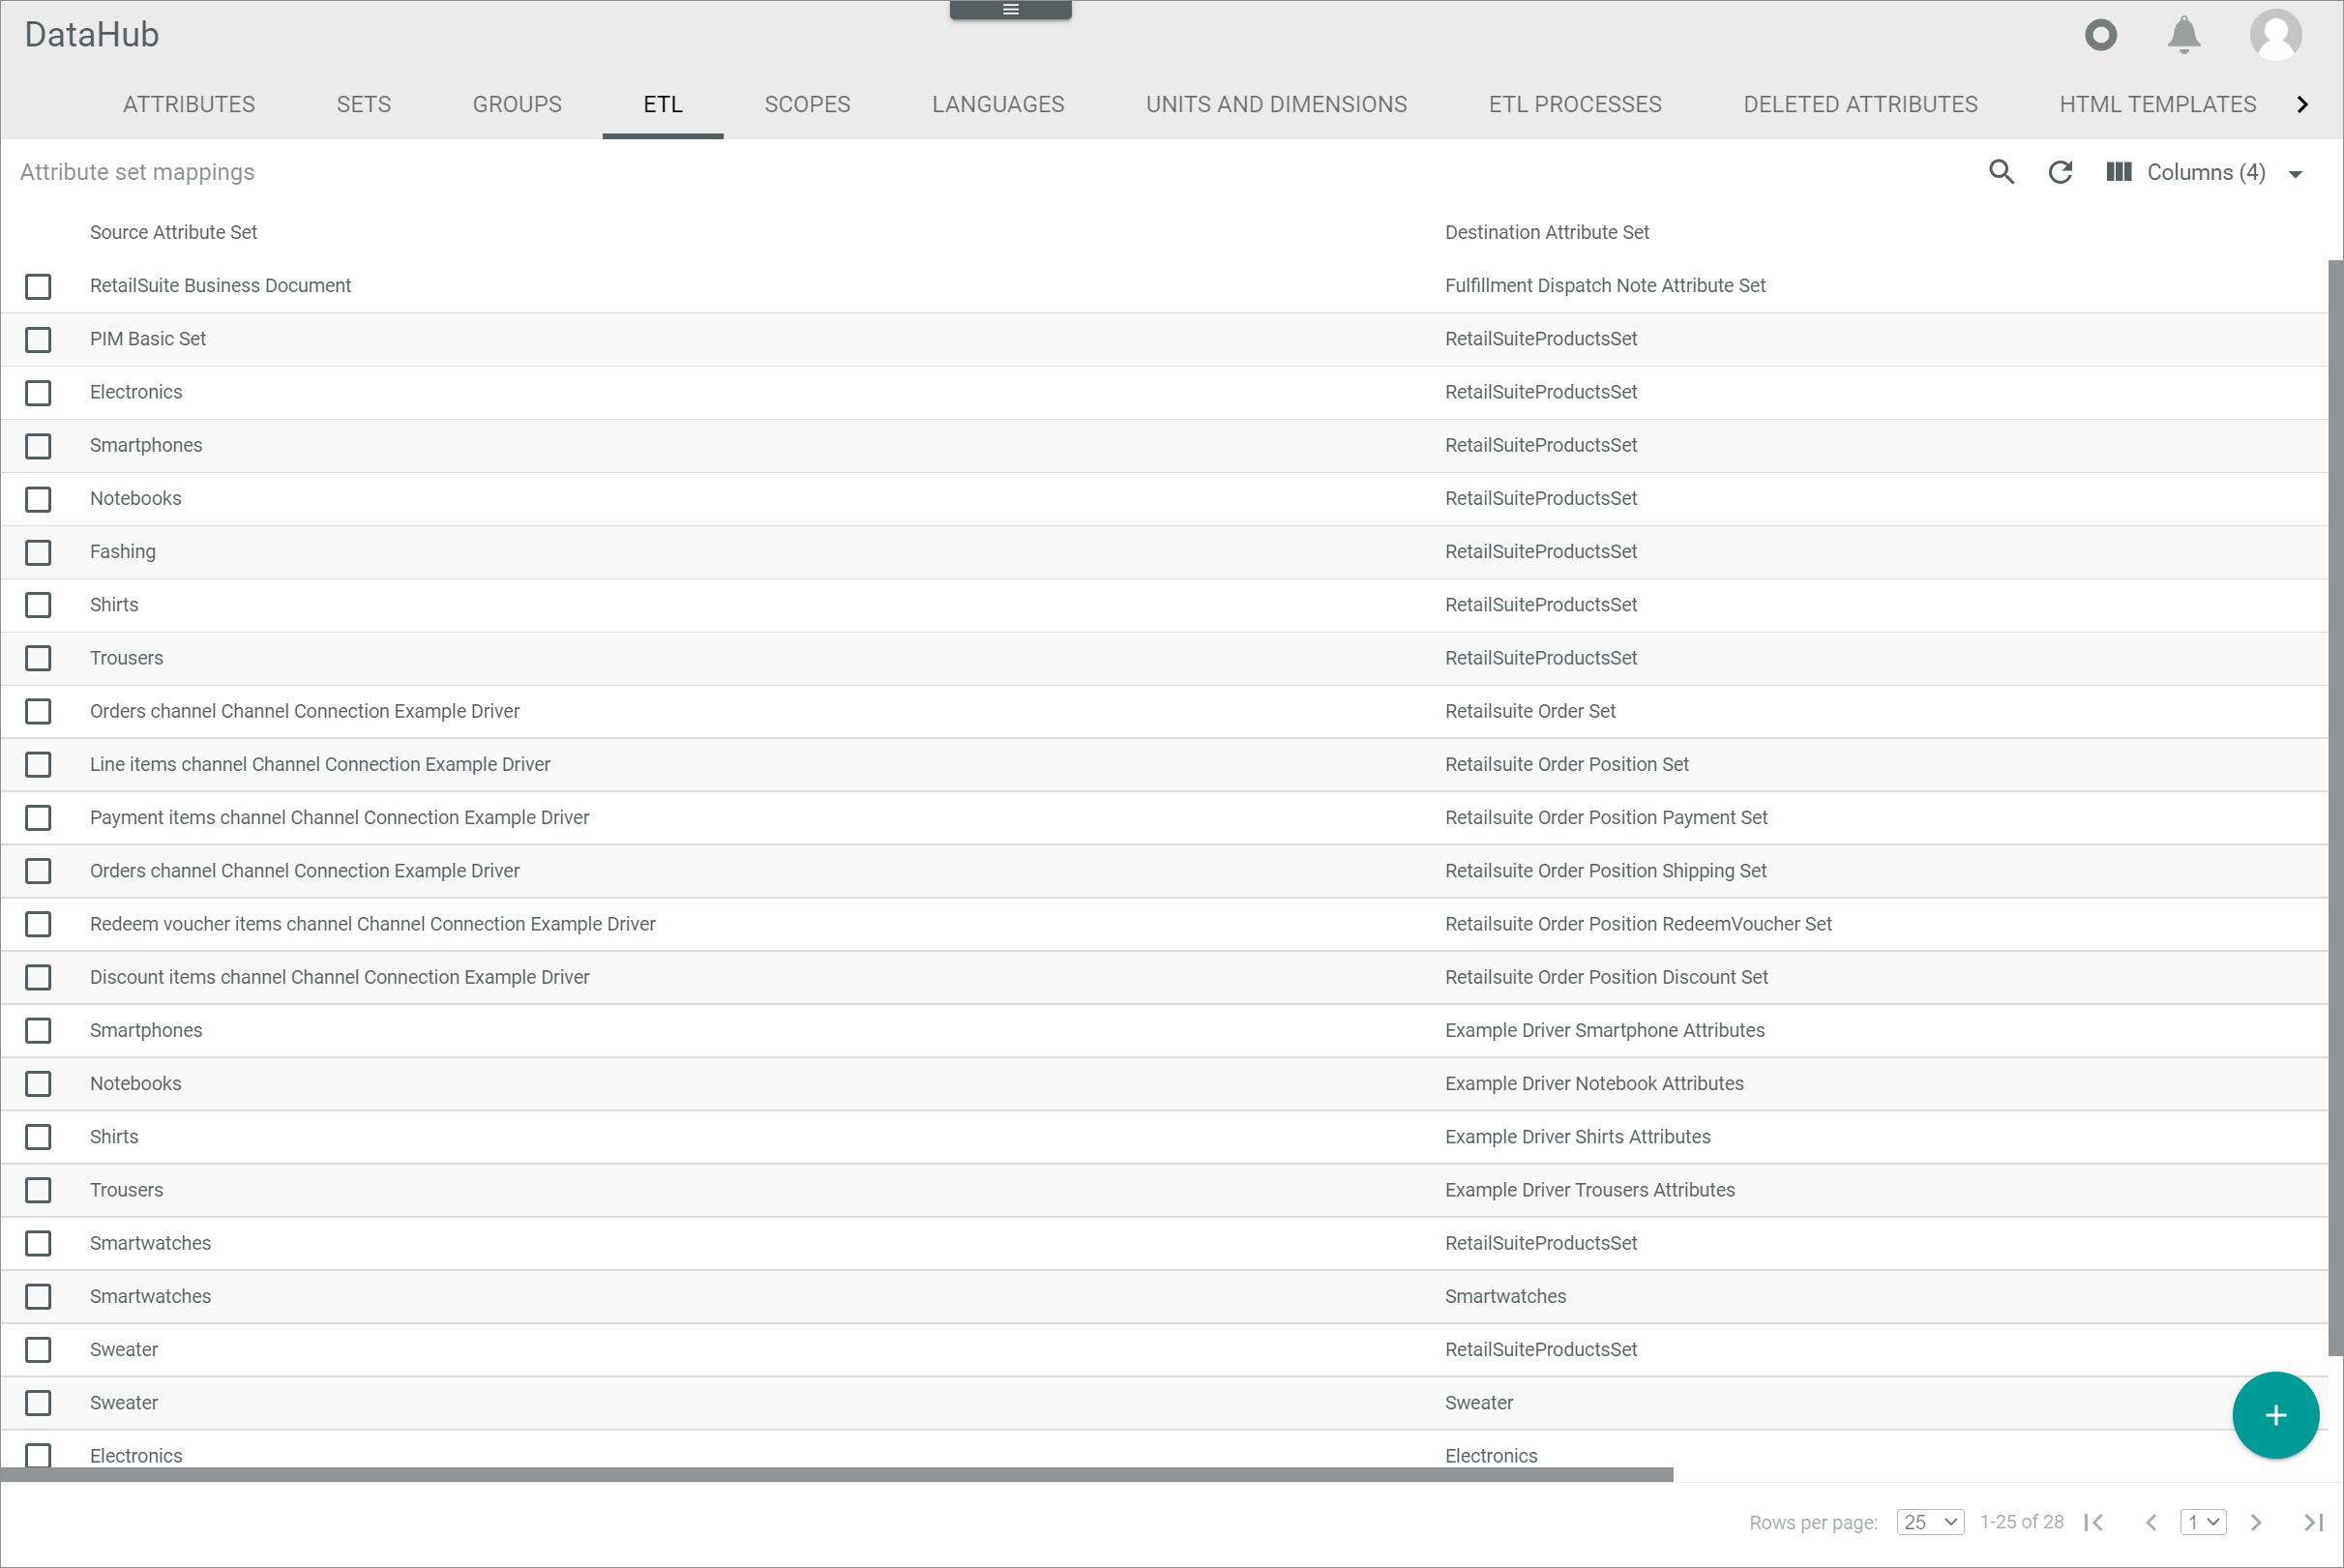 DataHub
ATTRIBUTES SETS GROUPS ETL SCOPES LANGUAGES UNITS AND DIMENSIONS ETL PROCESSES DELETED ATTRIBUTES HTML TEMPLATES
Attribute set mappings Columns (4)
Source Attribute Set Destination Attribute Set
RetailSuite Business Document Fulfillment Dispatch Note Attribute Set
PIM Basic Set RetailSuiteProductsSet
Electronics RetailSuiteProductsSet
Smartphones RetailSuiteProductsSet
Notebooks RetailSuiteProductsSet
Fashing RetailSuiteProductsSet
Shirts RetailSuiteProductsSet
Trousers RetailSuiteProductsSet
Orders channel Channel Connection Example Driver Retailsuite Order Set
Line items channel Channel Connection Example Driver Retailsuite Order Position Set
Payment items channel Channel Connection Example Driver Retailsuite Order Position Payment Set
Orders channel Channel Connection Example Driver Retailsuite Order Position Shipping Set
Redeem voucher items channel Channel Connection Example Driver Retailsuite Order Position RedeemVoucher Set
Discount items channel Channel Connection Example Driver Retailsuite Order Position Discount Set
Smartphones Example Driver Smartphone Attributes
Notebooks Example Driver Notebook Attributes
Shirts Example Driver Shirts Attributes
Trousers Example Driver Trousers Attributes
Smartwatches RetailSuiteProductsSet
Smartwatches Smartwatches
Sweater RetailSuiteProductsSet
Sweater Sweater
Electronics Electronics
Rows per page: 25 1-25 of 28 1